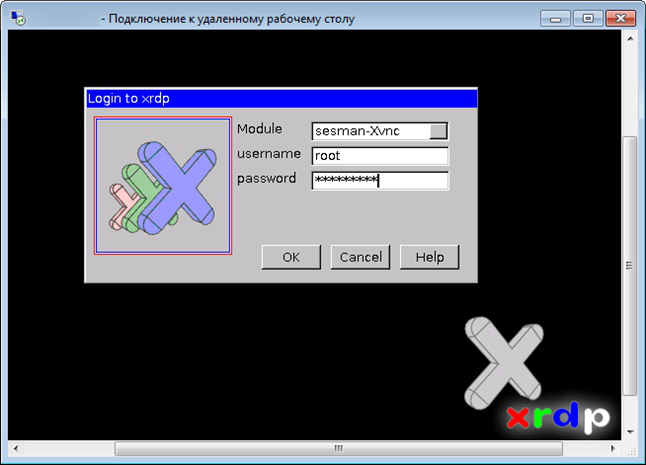 - Подключение к удаленному рабочему столу
Login to xrdp
Module sesman-Xvnc
username root
password *********
OK Cancel Help
xrdp